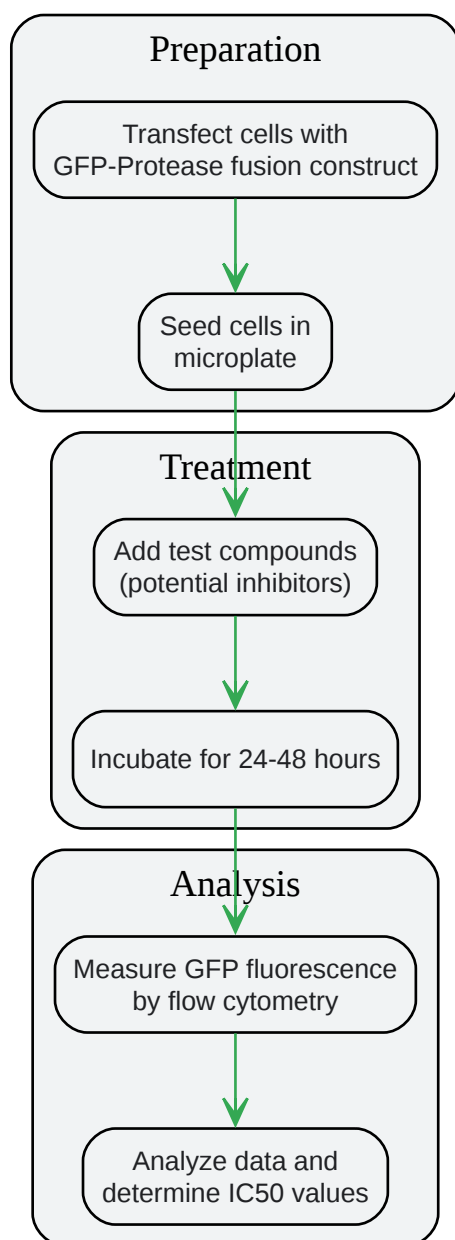 Preparation
Transfect cells with
GFP-Protease fusion construct
Seed cells in
microplate
Treatment
Add test compounds
(potential inhibitors)
Incubate for 24-48 hours
Analysis
Measure GFP fluorescence
by flow cytometry
Analyze data and
determine IC50 values